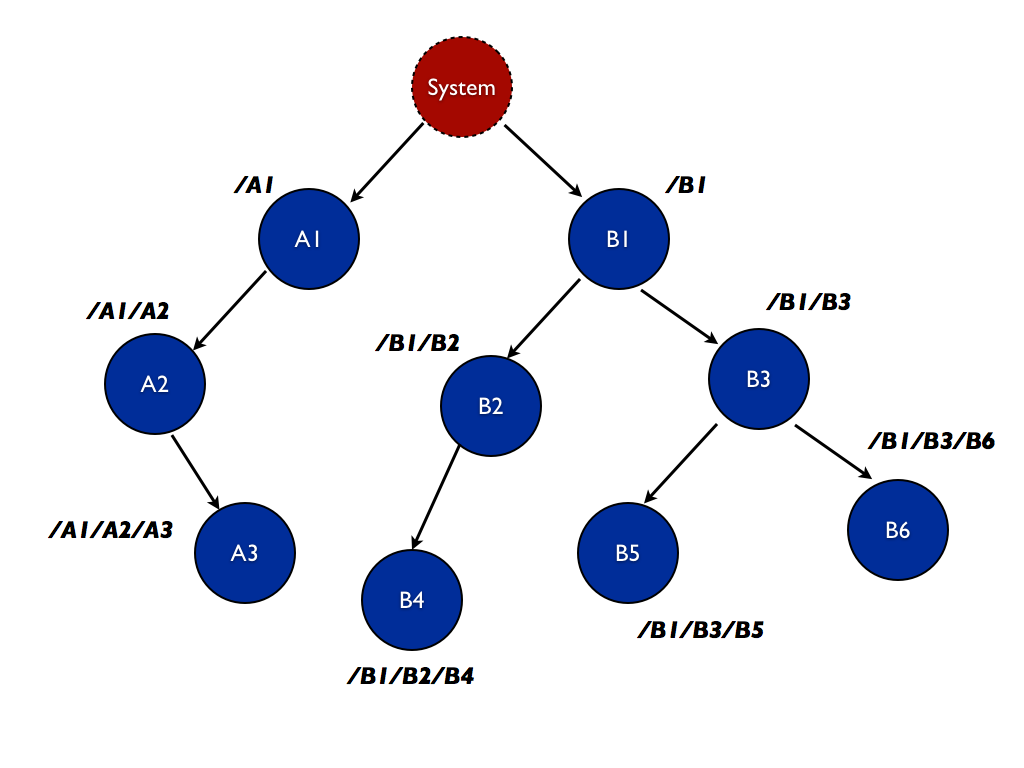 System
/A1
/B1
A1
B1
/B1/B3
/A1/A2
/B1/B2
B3
A2
B2
/B1/B3/B6
/A1/A2/A3
B6
A3
B5
B4
/B1/B3/B5
/B1/B2/B4